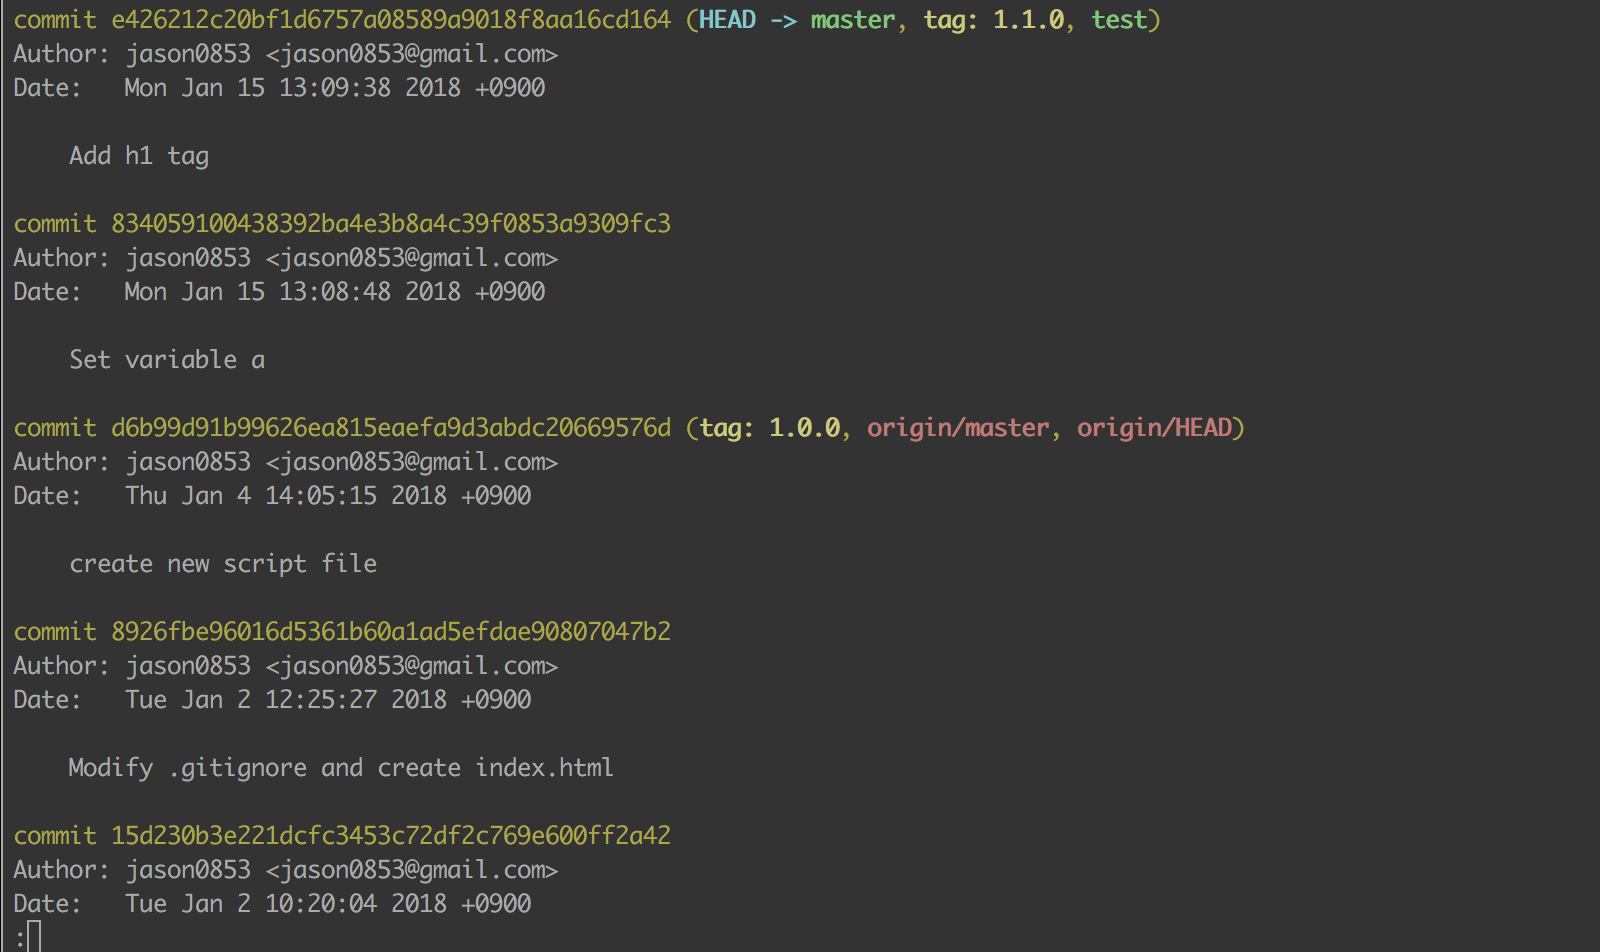 commit e426212c20bf1d6757a08589a9018f8aa16cd164 (HEAD -> master, tag: 1.1.0, test)
Author: jason0853 <jason0853@gmail.com>
Date:   Mon Jan 15 13:09:38 2018 +0900
    Add h1 tag
commit 834059100438392ba4e3b8a4c39f0853a9309fc3
Author: jason0853 <jason0853@gmail.com>
Date:   Mon Jan 15 13:08:48 2018 +0900
    Set variable a
commit d6b99d91b99626ea815eaefa9d3abdc20669576d (tag: 1.0.0, origin/master, origin/HEAD)
Author: jason0853 <jason0853@gmail.com>
Date:   Thu Jan 4 14:05:15 2018 +0900
    create new script file
commit 8926fbe96016d5361b60a1ad5efdae90807047b2
Author: jason0853 <jason0853@gmail.com>
Date:   Tue Jan 2 12:25:27 2018 +0900
    Modify .gitignore and create index.html
commit 15d230b3e221dcfc3453c72df2c769e600ff2a42
Author: jason0853 <jason0853@gmail.com>
Date:   Tue Jan 2 10:20:04 2018 +0900
: